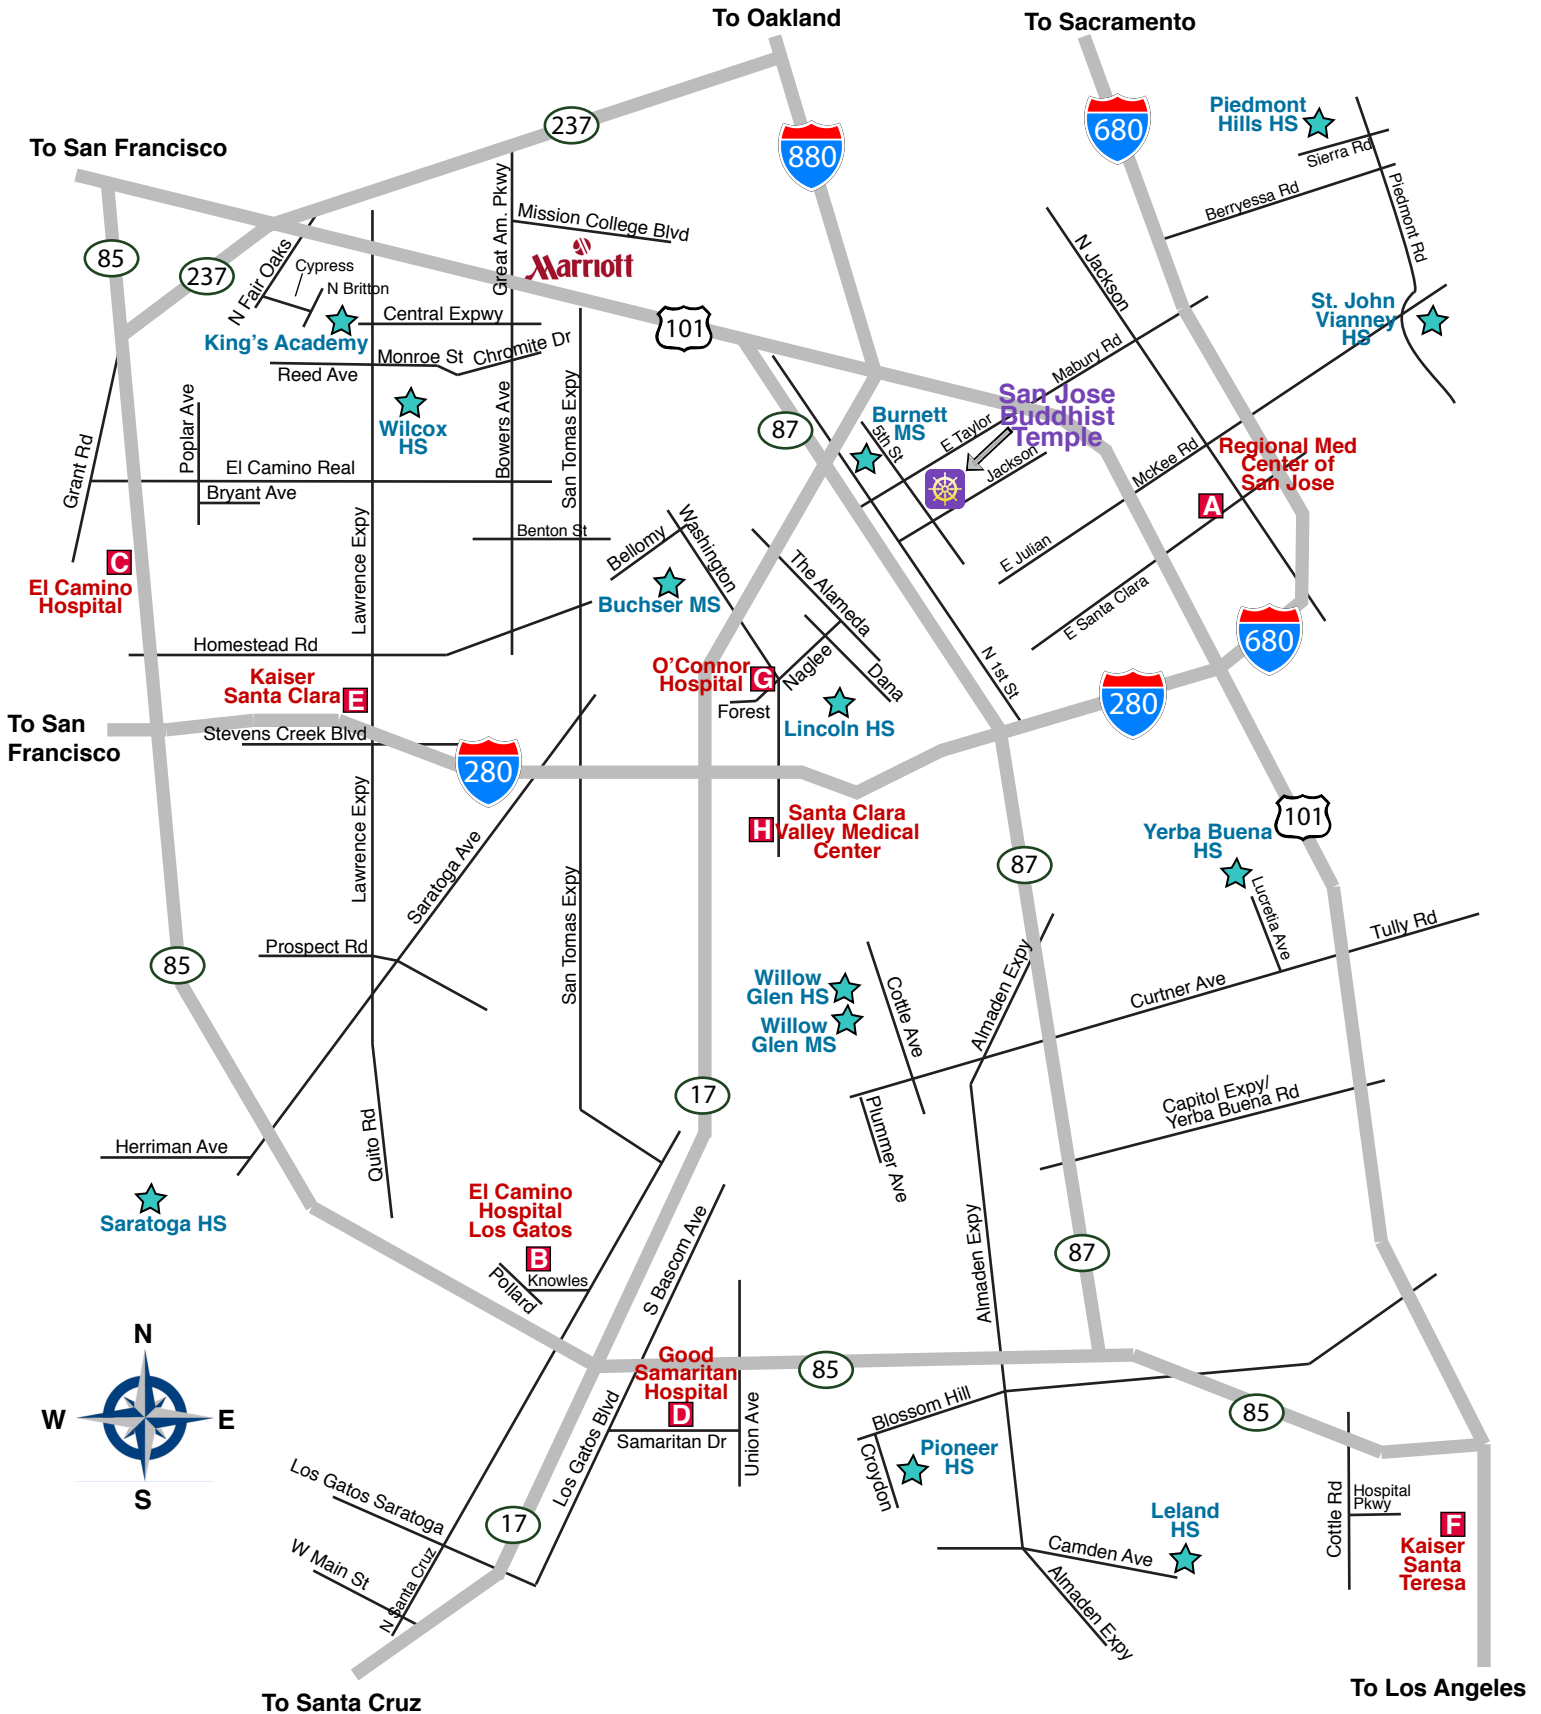 To Oakland
To Sacramento
To San Francisco
237
880
680
Piedmont
Hills HS
Sierra Rd
Berryessa Rd
Piedmont Rd
Great Am. Pkwy
Mission College Blvd
Marriott
85
237
N Fair Oaks
Cypress
N Britton
King's Academy
Central Expwy
Monroe St
Chromite Dr
Reed Ave
101
N Jackson
St. John
Vianney
HS
Mabury Rd
San Jose
Buddhist
Temple
Burnett
MS
87
5th St
E Taylor
Jackson
McKee Rd
Regional Med
Center of
San Jose
A
Grant Rd
Poplar Ave
Wilcox
HS
Bowers Ave
San Tomas Expy
El Camino Real
Bryant Ave
Lawrence Expy
Benton St
Bellomy
Washington
The Alameda
E Julian
E Santa Clara
C
El Camino
Hospital
Buchser MS
Homestead Rd
680
Kaiser
Santa Clara
E
O'Connor
Hospital
G
Naglee
Dana
N 1st St
Forest
Lincoln HS
280
To San
Francisco
Stevens Creek Blvd
280
Lawrence Expy
Saratoga Ave
San Tomas Expy
H
Santa Clara
Valley Medical
Center
101
Yerba Buena
HS
87
Lucretia Ave
Tully Rd
Prospect Rd
85
Willow
Glen HS
Willow
Glen MS
Cottle Ave
Almaden Expy
Curtner Ave
17
Plummer Ave
Capitol Expy/
Yerba Buena Rd
Herriman Ave
Quito Rd
Saratoga HS
El Camino
Hospital
Los Gatos
B
Knowles
Pollard
S Bascom Ave
Almaden Expy
87
N
W
E
S
Good
Samaritan
Hospital
D
85
Samaritan Dr
Union Ave
Los Gatos Blvd
Blossom Hill
85
Croydon
Pioneer
HS
Los Gatos Saratoga
17
W Main St
N Santa Cruz
Leland
HS
Camden Ave
Almaden Expy
Cottle Rd
Hospital
Pkwy
F
Kaiser
Santa
Teresa
To Santa Cruz
To Los Angeles